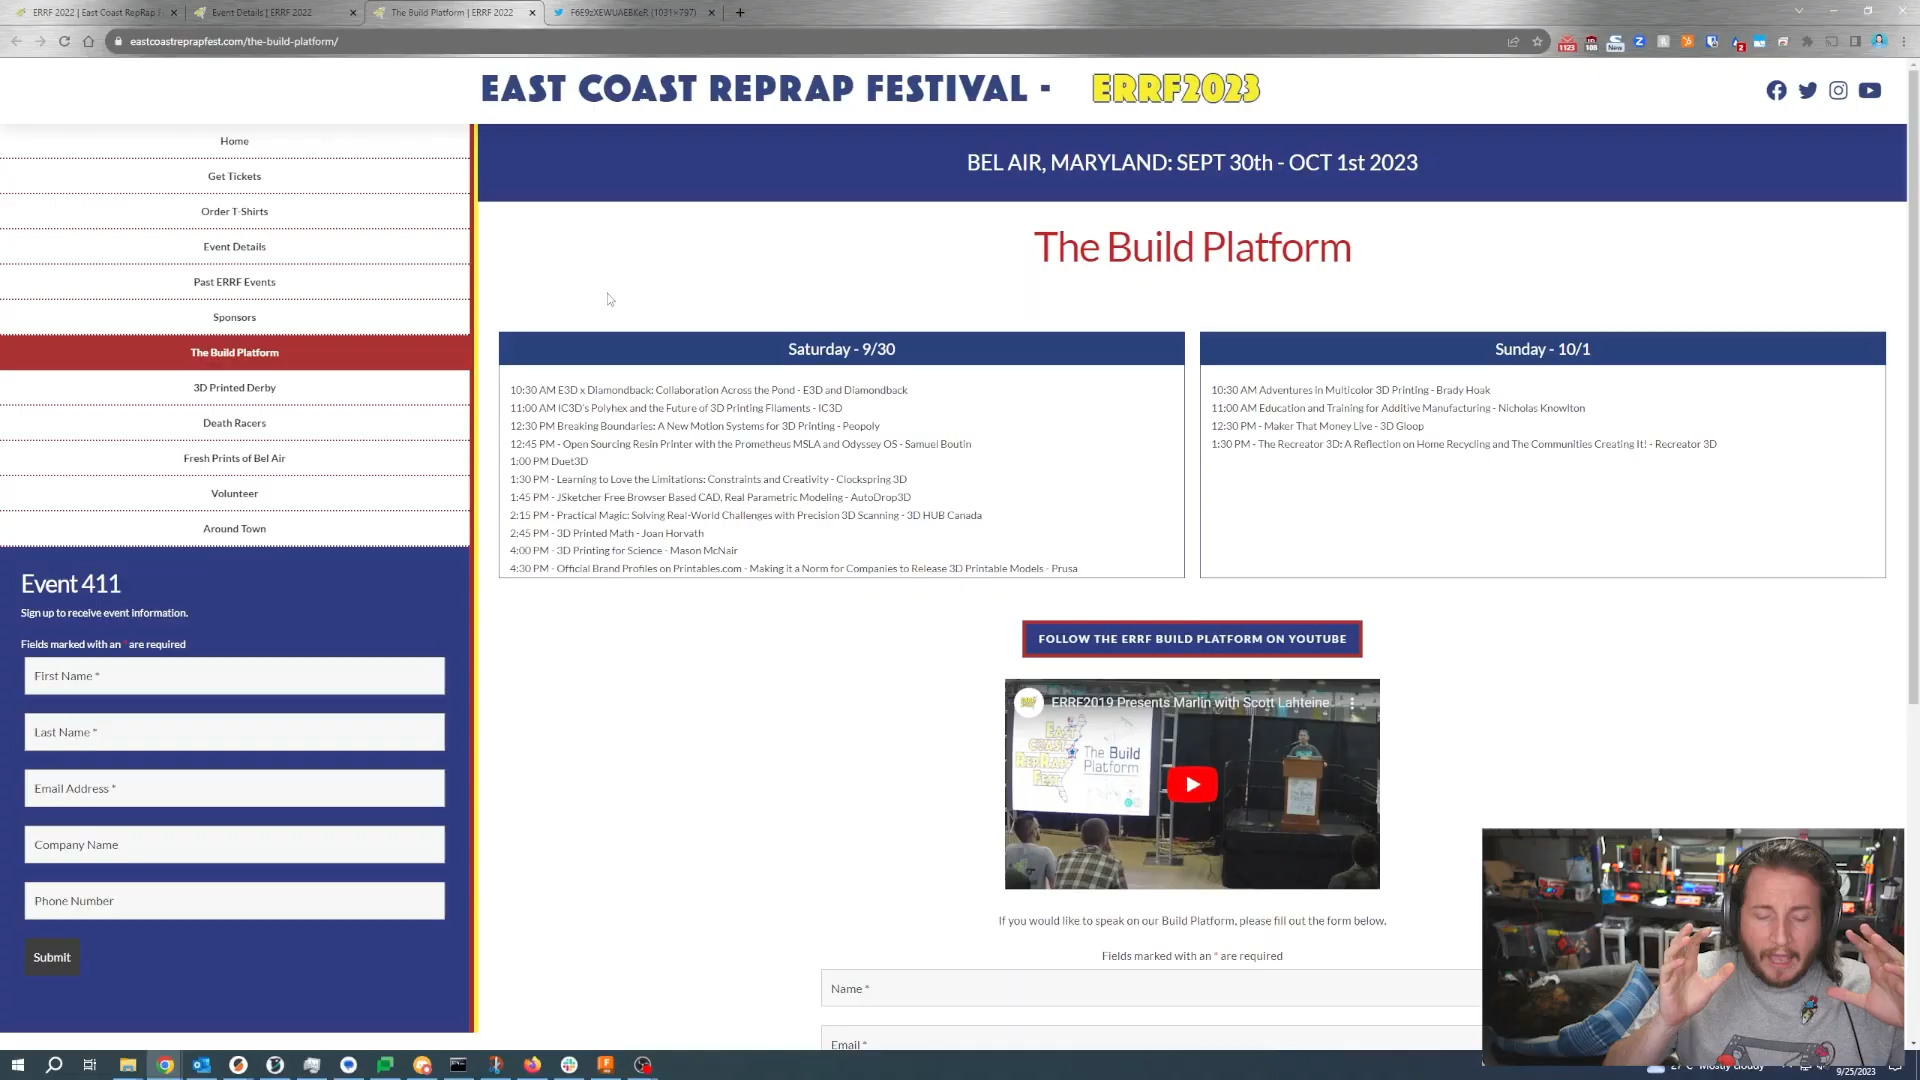 ERRF 2022 | East Coast RepRap F
Event Details | ERRF 2022
The Build Platform | ERRF 2022
F6E9zXEWUAEBKeR (1031×797)
eastcoastreprapfest.com/the-build-platform/
EAST COAST REPRAP FESTIVAL - ERRF2023
BEL AIR, MARYLAND: SEPT 30th - OCT 1st 2023
Home
Get Tickets
Order T-Shirts
Event Details
Past ERRF Events
Sponsors
The Build Platform
3D Printed Derby
Death Racers
Fresh Prints of Bel Air
Volunteer
Around Town
Event 411
Sign up to receive event information.
Fields marked with an * are required
First Name *
Last Name *
Email Address *
Company Name
Phone Number
Submit
The Build Platform
Saturday - 9/30
10:30 AM E3D x Diamondback: Collaboration Across the Pond - E3D and Diamondback
11:00 AM IC3D's Polyhex and the Future of 3D Printing Filaments - IC3D
12:30 PM Breaking Boundaries: A New Motion Systems for 3D Printing - Peopoly
12:45 PM - Open Sourcing Resin Printer with the Prometheus MSLA and Odyssey OS - Samuel Boutin
1:00 PM Duet3D
1:30 PM - Learning to Love the Limitations: Constraints and Creativity - Clockspring 3D
1:45 PM - JSketcher Free Browser Based CAD, Real Parametric Modeling - AutoDrop3D
2:15 PM - Practical Magic: Solving Real-World Challenges with Precision 3D Scanning - 3D HUB Canada
2:45 PM - 3D Printed Math - Joan Horvath
4:00 PM - 3D Printing for Science - Mason McNair
4:30 PM - Official Brand Profiles on Printables.com - Making it a Norm for Companies to Release 3D Printable Models - Prusa
Sunday - 10/1
10:30 AM Adventures in Multicolor 3D Printing - Brady Hoak
11:00 AM Education and Training for Additive Manufacturing - Nicholas Knowlton
12:30 PM - Maker That Money Live - 3D Gloop
1:30 PM - The Recreator 3D: A Reflection on Home Recycling and The Communities Creating It! - Recreator 3D
FOLLOW THE ERRF BUILD PLATFORM ON YOUTUBE
ERRF2019 Presents Marlin with Scott Lahteine
EAST
COAST
REPRAP
FEST
The Build
Platform
If you would like to speak on our Build Platform, please fill out the form below.
Fields marked with an * are required
Name *
Email *
27°C Mostly cloudy
9/25/2023